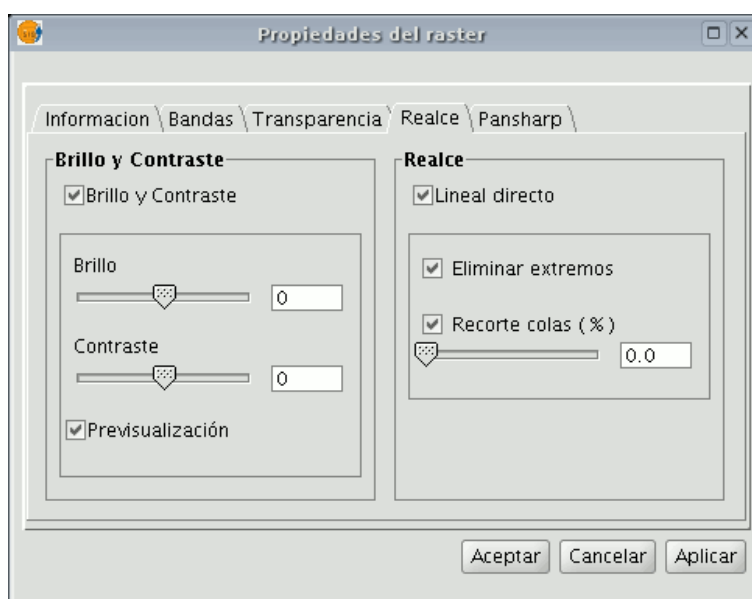 Propiedades del raster
Informacion Bandas Transparencia Realce Pansharp
Brillo y Contraste
Brillo y Contraste
Brillo
0
Contraste
0
Previsualización
Realce
Lineal directo
Eliminar extremos
Recorte colas (%)
0.0
Aceptar Cancelar Aplicar